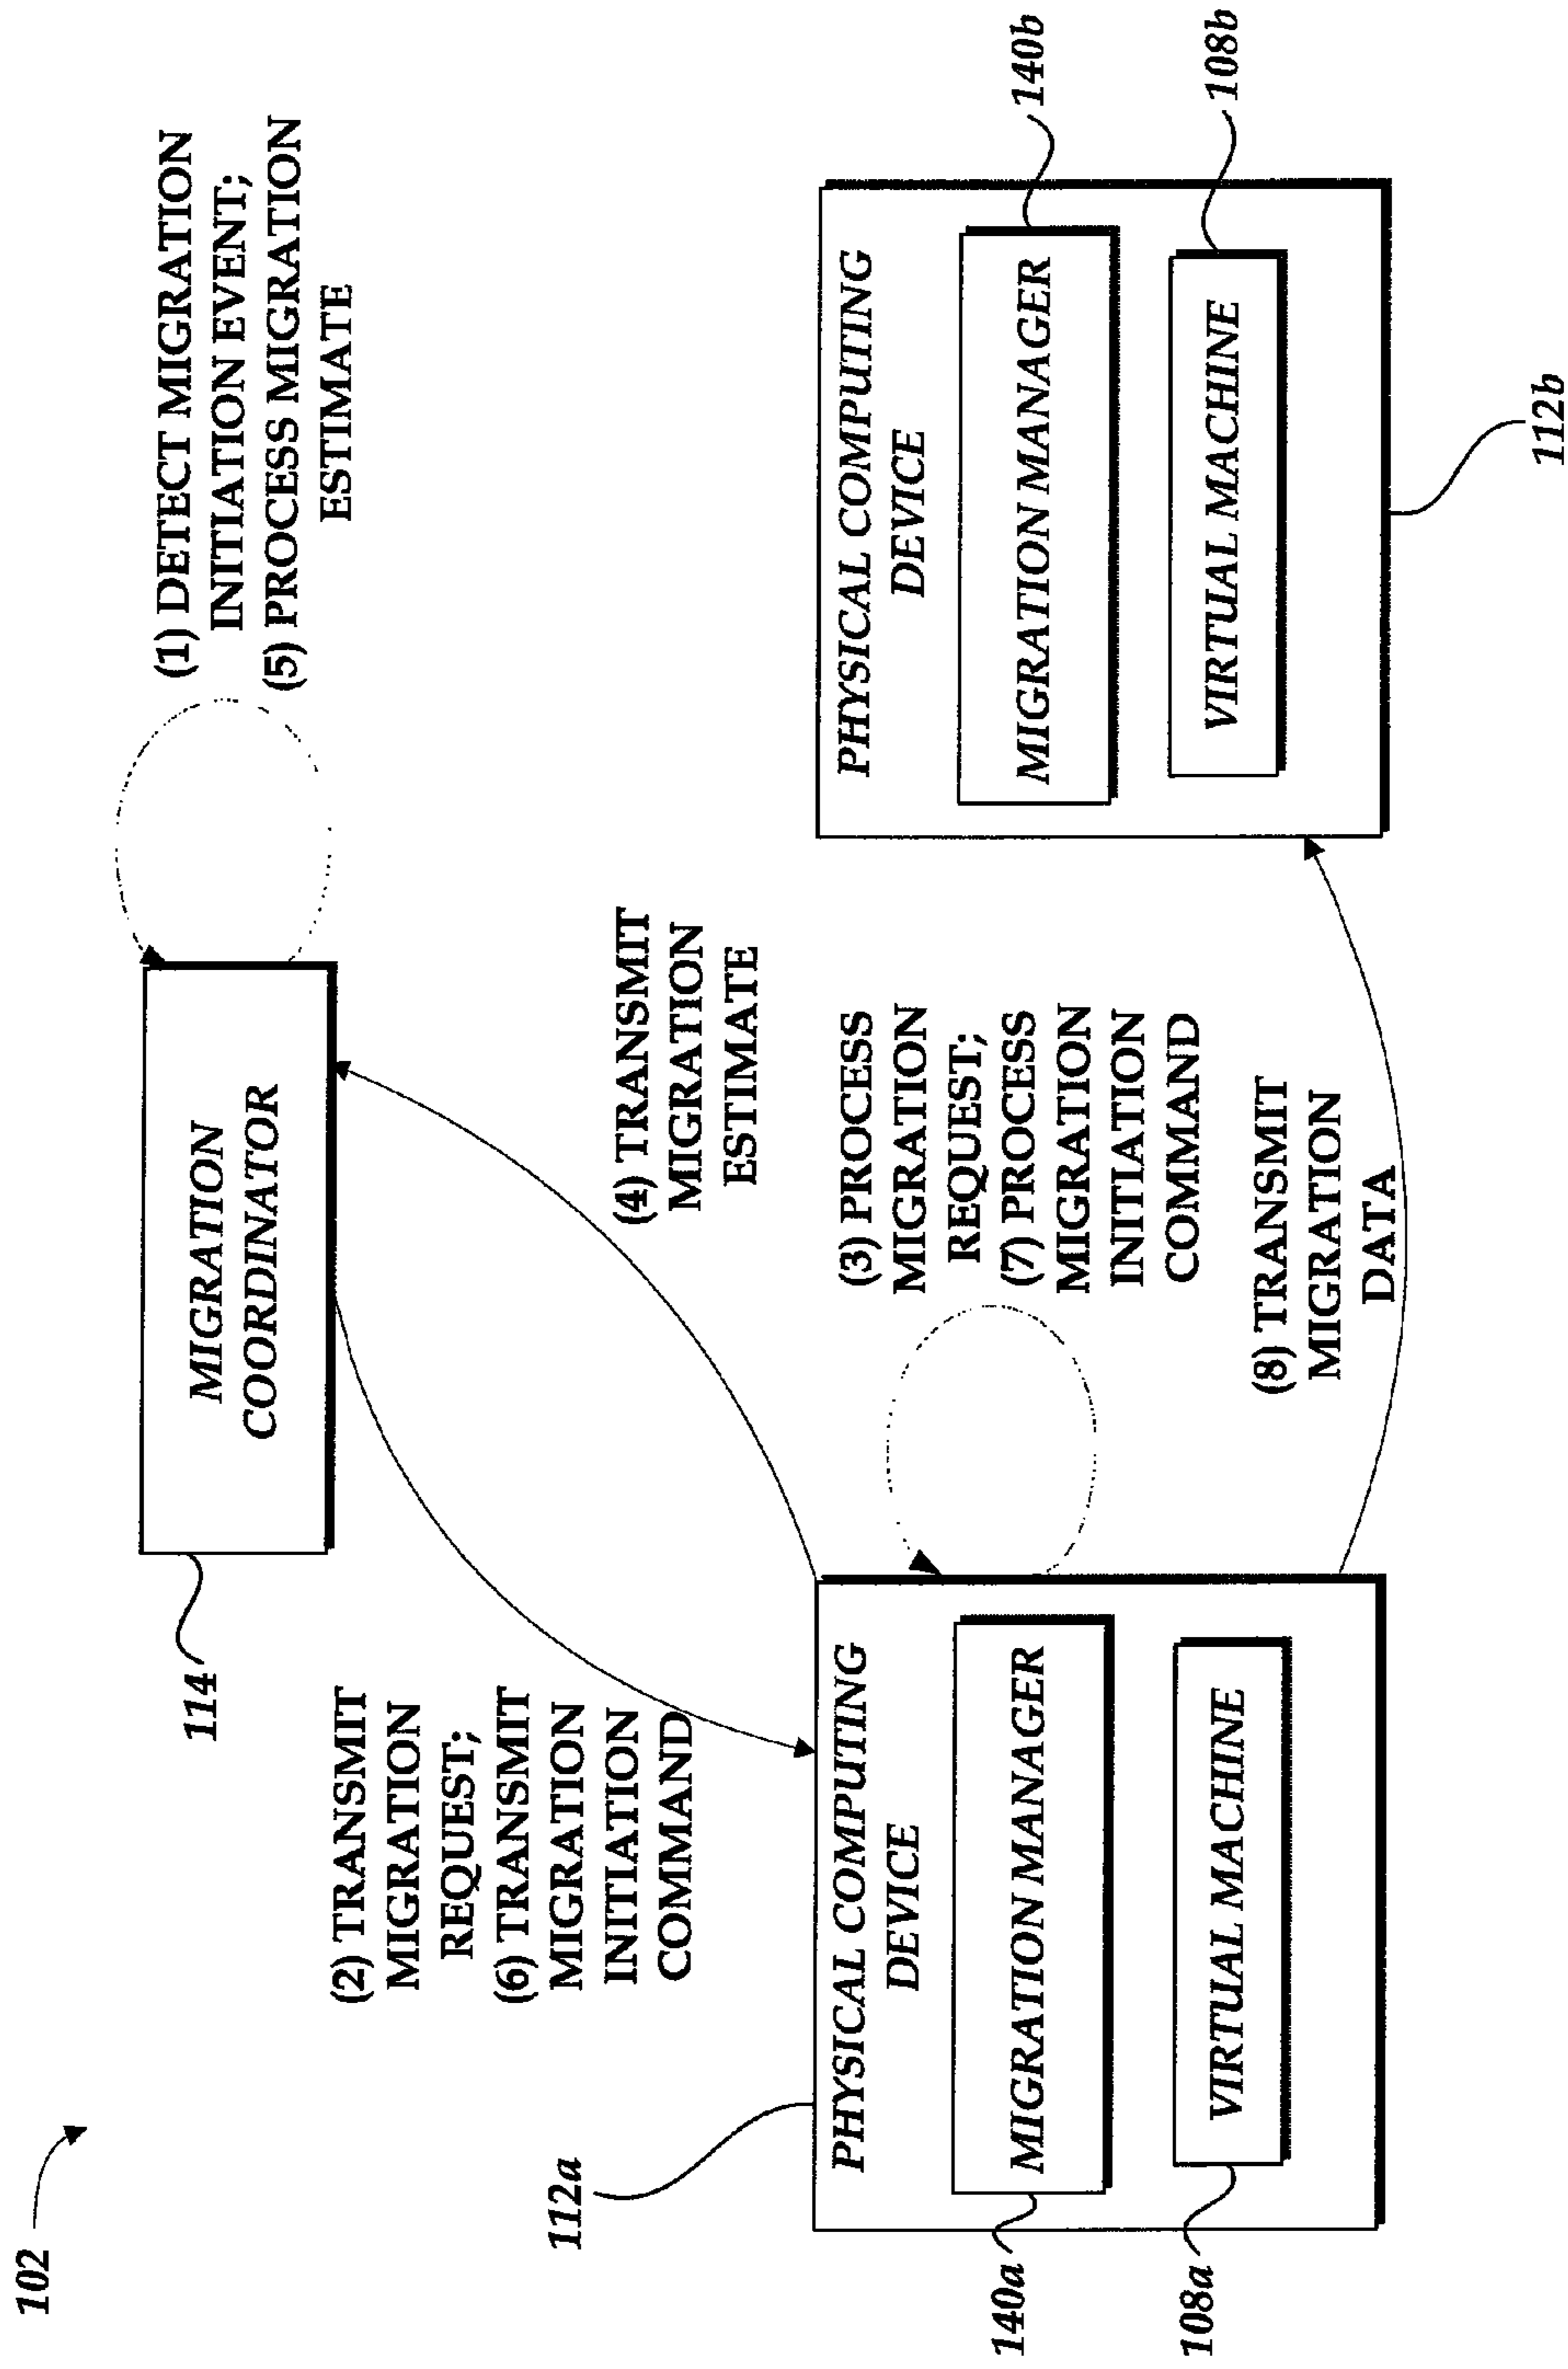 102
114
MIGRATION
COORDINATOR
(1) DETECT MIGRATION
INITIATION EVENT;
(5) PROCESS MIGRATION
ESTIMATE
(2) TRANSMIT
MIGRATION
REQUEST;
(6) TRANSMIT
MIGRATION
INITIATION
COMMAND
(4) TRANSMIT
MIGRATION
ESTIMATE
112a
PHYSICAL COMPUTING
DEVICE
MIGRATION MANAGER
140a
VIRTUAL MACHINE
108a
(3) PROCESS
MIGRATION
REQUEST;
(7) PROCESS
MIGRATION
INITIATION
COMMAND
(8) TRANSMIT
MIGRATION
DATA
PHYSICAL COMPUTING
DEVICE
MIGRATION MANAGER
140b
VIRTUAL MACHINE
108b
112b